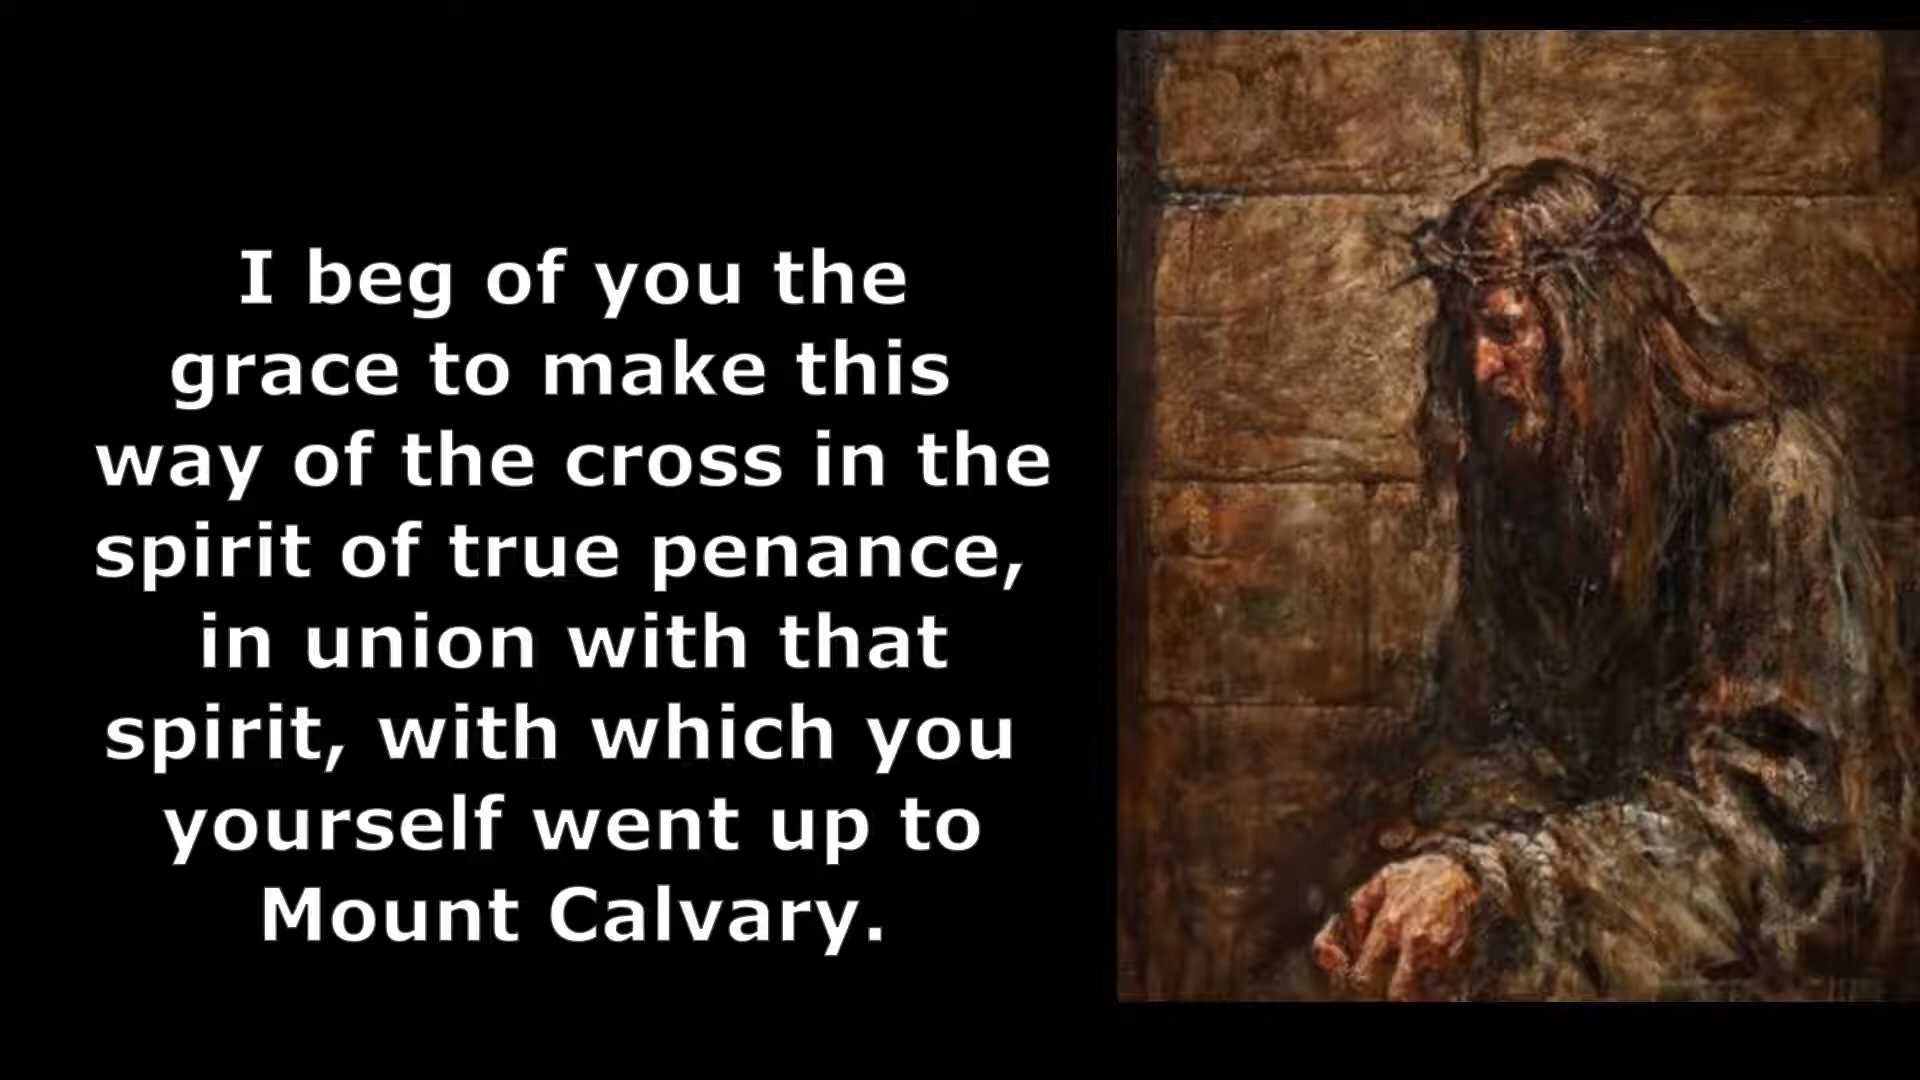 I beg of you the
grace to make this
way of the cross in the
spirit of true penance,
in union with that
spirit, with which you
yourself went up to
Mount Calvary.